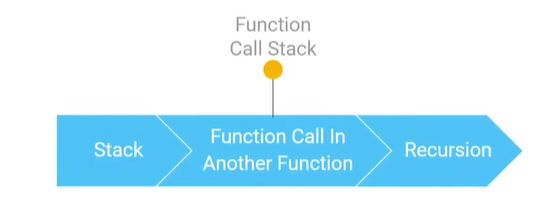 Function
Call Stack
Stack
Function Call In
Another Function
Recursion